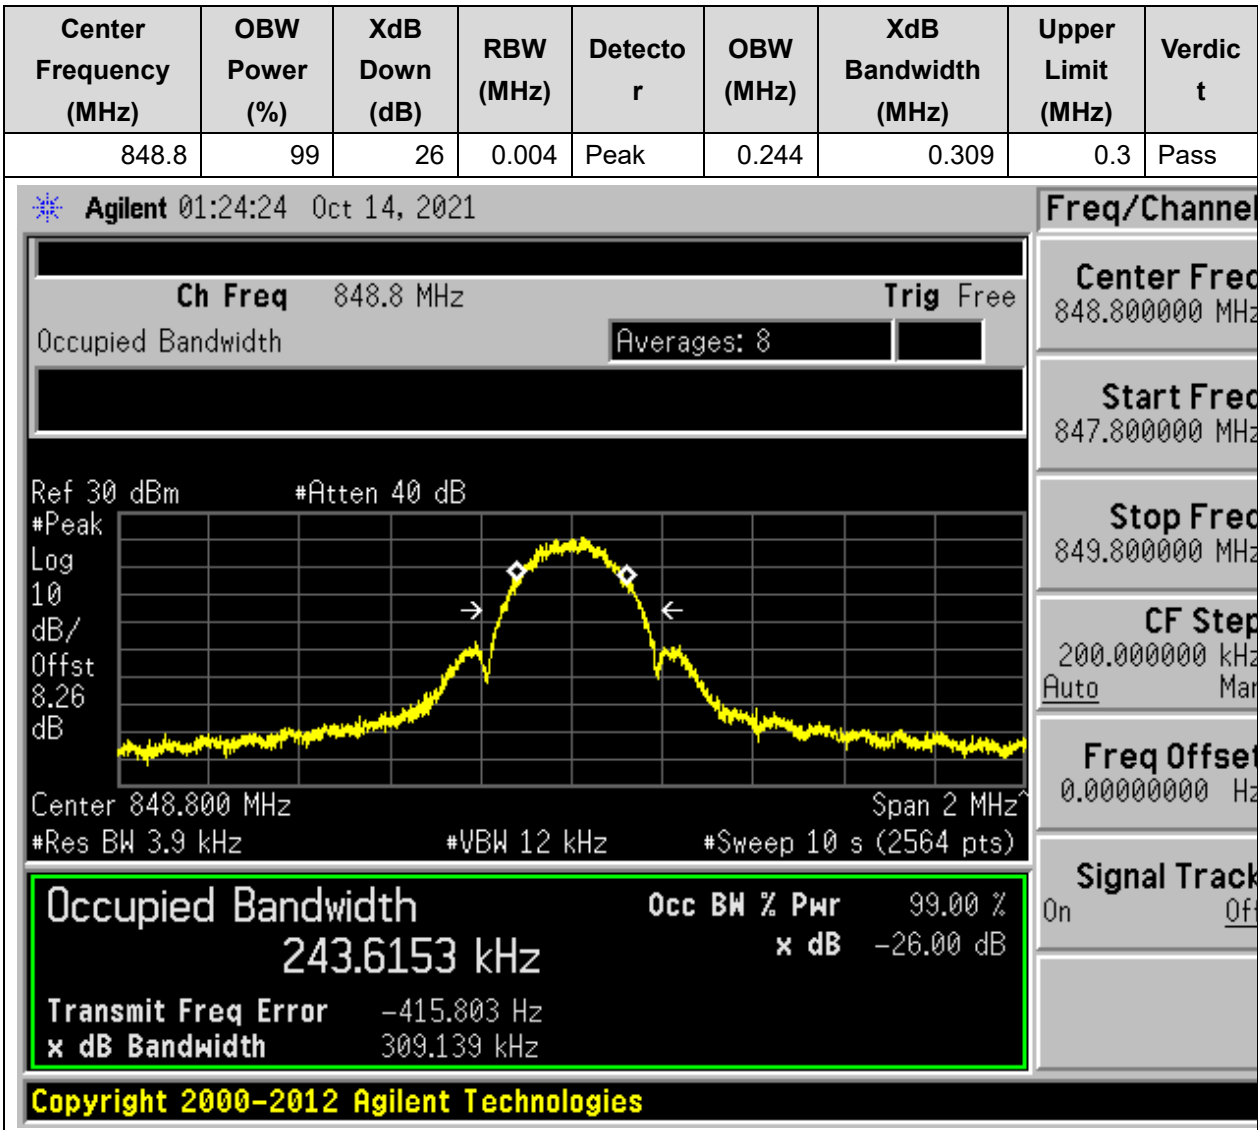 Center Frequency (MHz) OBW Power (%) XdB Down (dB) RBW (MHz) Detecto r OBW (MHz) XdB Bandwidth (MHz) Upper Limit (MHz) Verdic t
848.8 99 26 0.004 Peak 0.244 0.309 0.3 Pass
Agilent 01:24:24 Oct 14, 2021
Freq/Channel
Ch Freq 848.8 MHz Trig Free
Occupied Bandwidth Averages: 8
Center Freq
848.800000 MHz
Start Freq
847.800000 MHz
Stop Freq
849.800000 MHz
CF Step
200.000000 kHz
Auto Man
Freq Offset
0.00000000 Hz
Signal Track
On Off
Ref 30 dBm #Atten 40 dB
#Peak
Log
10
dB/
Offst
8.26
dB
Center 848.800 MHz Span 2 MHz^
#Res BW 3.9 kHz #VBW 12 kHz #Sweep 10 s (2564 pts)
Occupied Bandwidth Occ BW % Pwr 99.00 %
243.6153 kHz x dB -26.00 dB
Transmit Freq Error -415.803 Hz
x dB Bandwidth 309.139 kHz
Copyright 2000-2012 Agilent Technologies